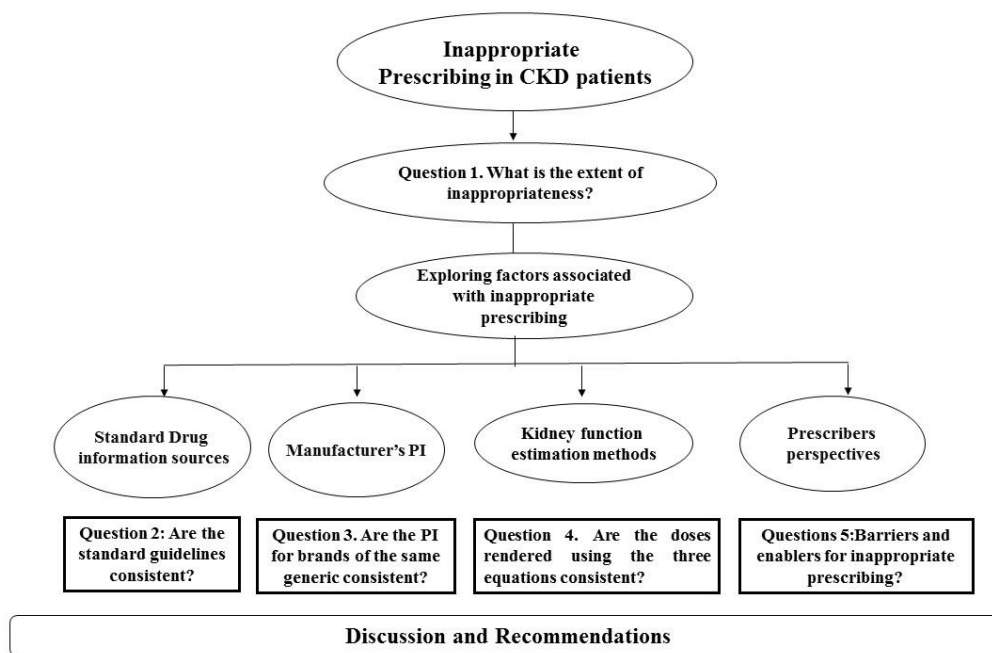 Inappropriate
Prescribing in CKD patients
Question 1. What is the extent of
inappropriateness?
Exploring factors associated
with inappropriate
prescribing
Standard Drug
information sources
Manufacturer's PI
Kidney function
estimation methods
Prescribers
perspectives
Question 2: Are the
standard guidelines
consistent?
Question 3. Are the PI
for brands of the same
generic consistent?
Question 4. Are the doses
rendered using the three
equations consistent?
Questions 5:Barriers and
enablers for inappropriate
prescribing?
Discussion and Recommendations